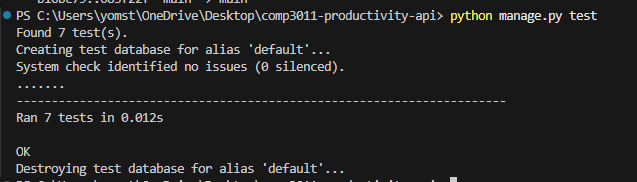 PS C:\Users\yomst\OneDrive\Desktop\comp3011-productivity-api> python manage.py test
Found 7 test(s).
Creating test database for alias 'default'...
System check identified no issues (0 silenced).
.......
----------------------------------------------------------------------
Ran 7 tests in 0.012s
OK
Destroying test database for alias 'default'...